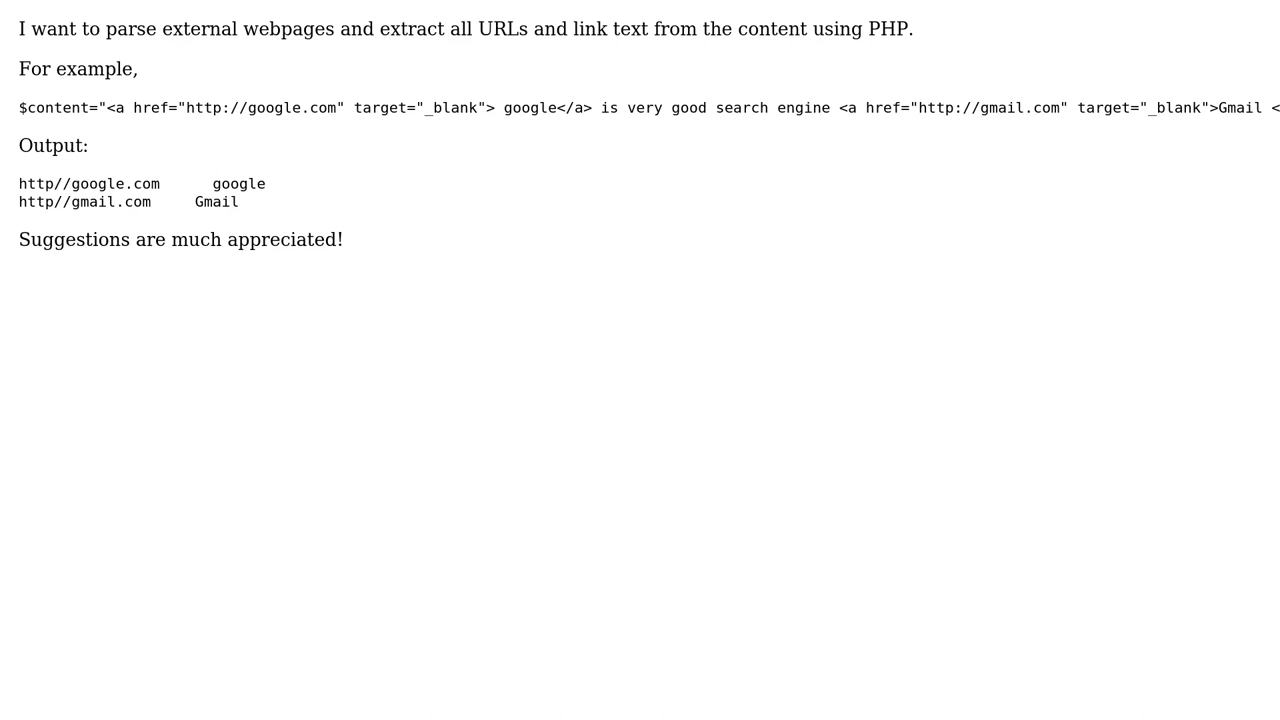 I want to parse external webpages and extract all URLs and link text from the content using PHP.
For example,
$content="<a href="http://google.com" target="_blank"> google</a> is very good search engine <a href="http://gmail.com" target="_blank">Gmail <
Output:
http//google.com      google
http//gmail.com     Gmail
Suggestions are much appreciated!